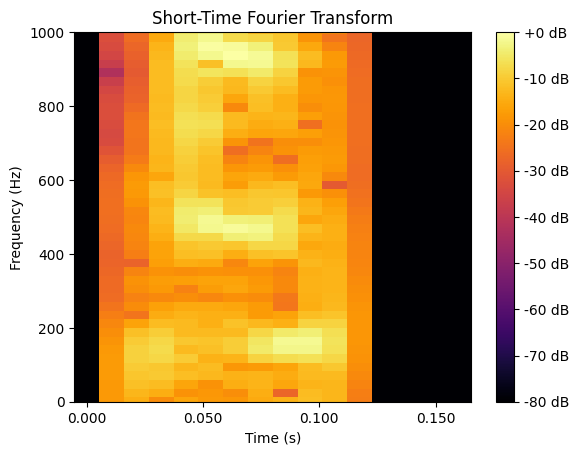 Short-Time Fourier Transform
1000
800
600
400
200
0
Frequency (Hz)
0.000
0.050
0.100
0.150
Time (s)
+0 dB
-10 dB
-20 dB
-30 dB
-40 dB
-50 dB
-60 dB
-70 dB
-80 dB